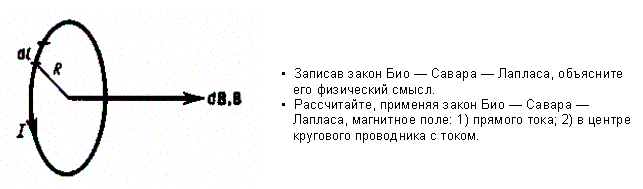 dl
R
dB,B
I
• Записав закон Био — Савара — Лапласа, объясните
его физический смысл.
• Рассчитайте, применяя закон Био — Савара —
Лапласа, магнитное поле: 1) прямого тока; 2) в центре
кругового проводника с током.